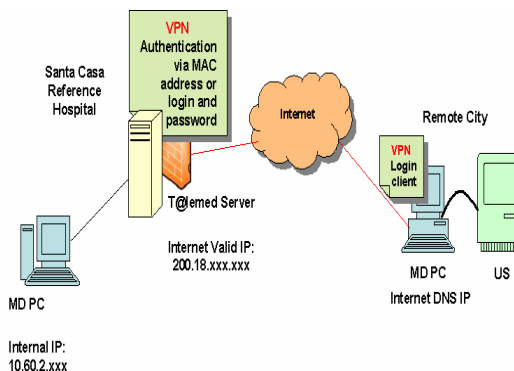 VPN
Authentication
via MAC
address or
login and
password
Santa Casa
Reference
Hospital
Internet
Remote City
VPN
Login
client
T@lemed Server
Internet Valid IP:
200.18.xxx.xxx
MD PC
US
Internet DNS IP
MD PC
Internal IP:
10.60.2.xxx